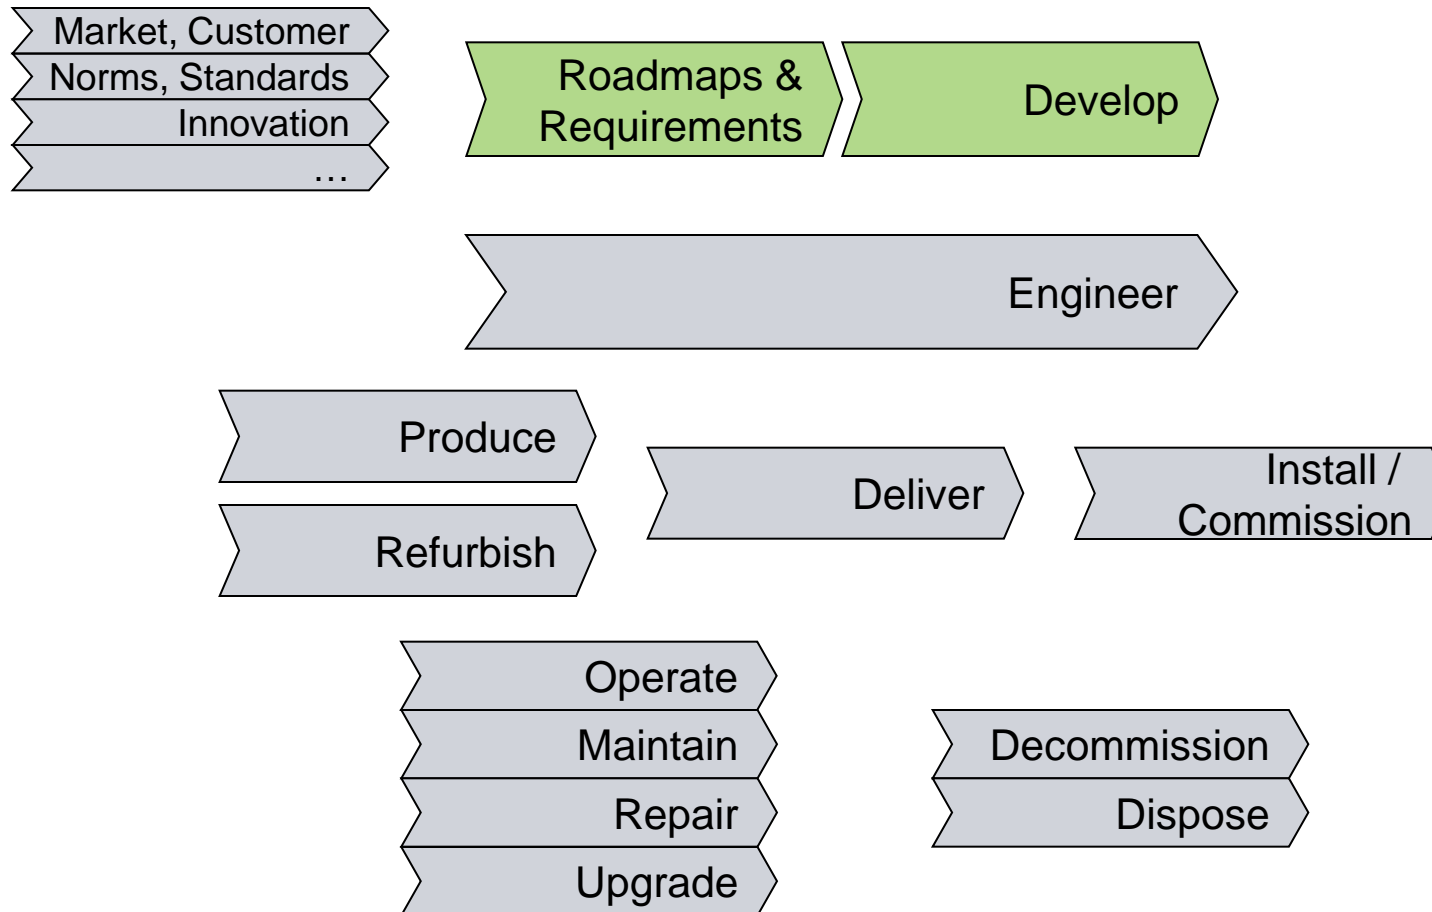 Market, Customer
Norms, Standards
Innovation
…
Roadmaps &
Requirements
Develop
Engineer
Produce
Refurbish
Deliver
Install /
Commission
Operate
Maintain
Repair
Upgrade
Decommission
Dispose